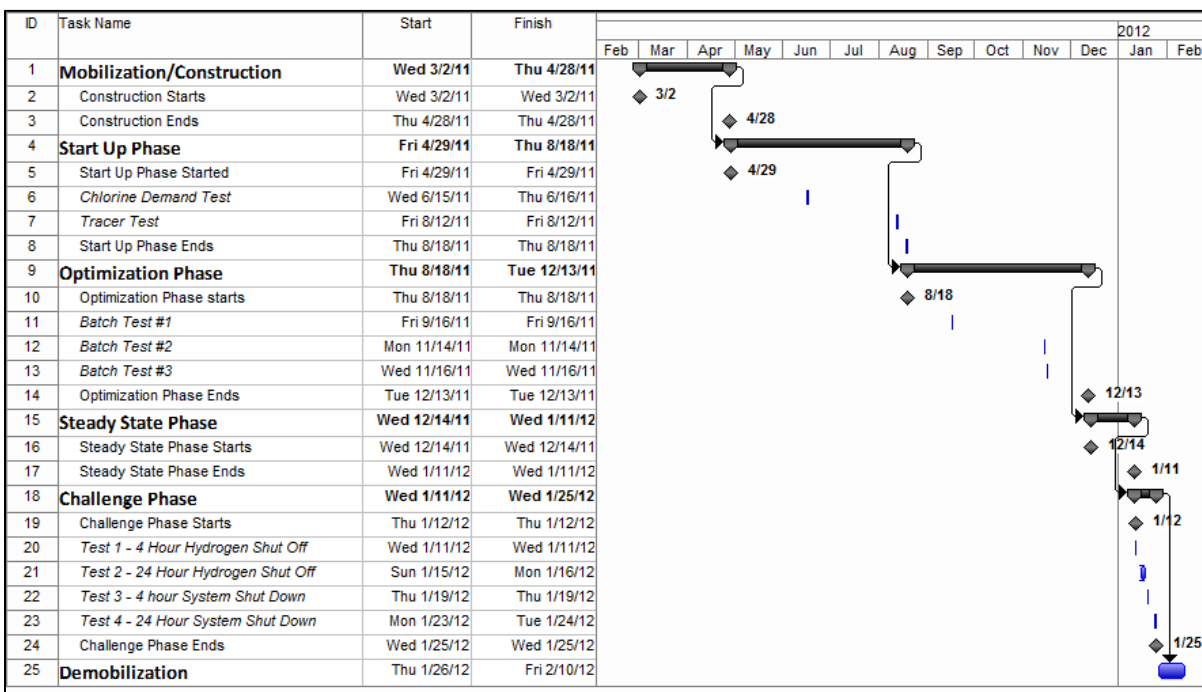 ID Task Name Start Finish
2012
Feb Mar Apr May Jun Jul Aug Sep Oct Nov Dec Jan Feb
1 Mobilization/Construction Wed 3/2/11 Thu 4/28/11
2 Construction Starts Wed 3/2/11 Wed 3/2/11 3/2
3 Construction Ends Thu 4/28/11 Thu 4/28/11 4/28
4 Start Up Phase Fri 4/29/11 Thu 8/18/11
5 Start Up Phase Started Fri 4/29/11 Fri 4/29/11 4/29
6 Chlorine Demand Test Wed 6/15/11 Thu 6/16/11
7 Tracer Test Fri 8/12/11 Fri 8/12/11
8 Start Up Phase Ends Thu 8/18/11 Thu 8/18/11
9 Optimization Phase Thu 8/18/11 Tue 12/13/11
10 Optimization Phase starts Thu 8/18/11 Thu 8/18/11 8/18
11 Batch Test #1 Fri 9/16/11 Fri 9/16/11
12 Batch Test #2 Mon 11/14/11 Mon 11/14/11
13 Batch Test #3 Wed 11/16/11 Wed 11/16/11
14 Optimization Phase Ends Tue 12/13/11 Tue 12/13/11 12/13
15 Steady State Phase Wed 12/14/11 Wed 1/11/12
16 Steady State Phase Starts Wed 12/14/11 Wed 12/14/11 12/14
17 Steady State Phase Ends Wed 1/11/12 Wed 1/11/12 1/11
18 Challenge Phase Wed 1/11/12 Wed 1/25/12
19 Challenge Phase Starts Thu 1/12/12 Thu 1/12/12 1/12
20 Test 1 - 4 Hour Hydrogen Shut Off Wed 1/11/12 Wed 1/11/12
21 Test 2 - 24 Hour Hydrogen Shut Off Sun 1/15/12 Mon 1/16/12
22 Test 3 - 4 hour System Shut Down Thu 1/19/12 Thu 1/19/12
23 Test 4 - 24 Hour System Shut Down Mon 1/23/12 Tue 1/24/12
24 Challenge Phase Ends Wed 1/25/12 Wed 1/25/12 1/25
25 Demobilization Thu 1/26/12 Fri 2/10/12